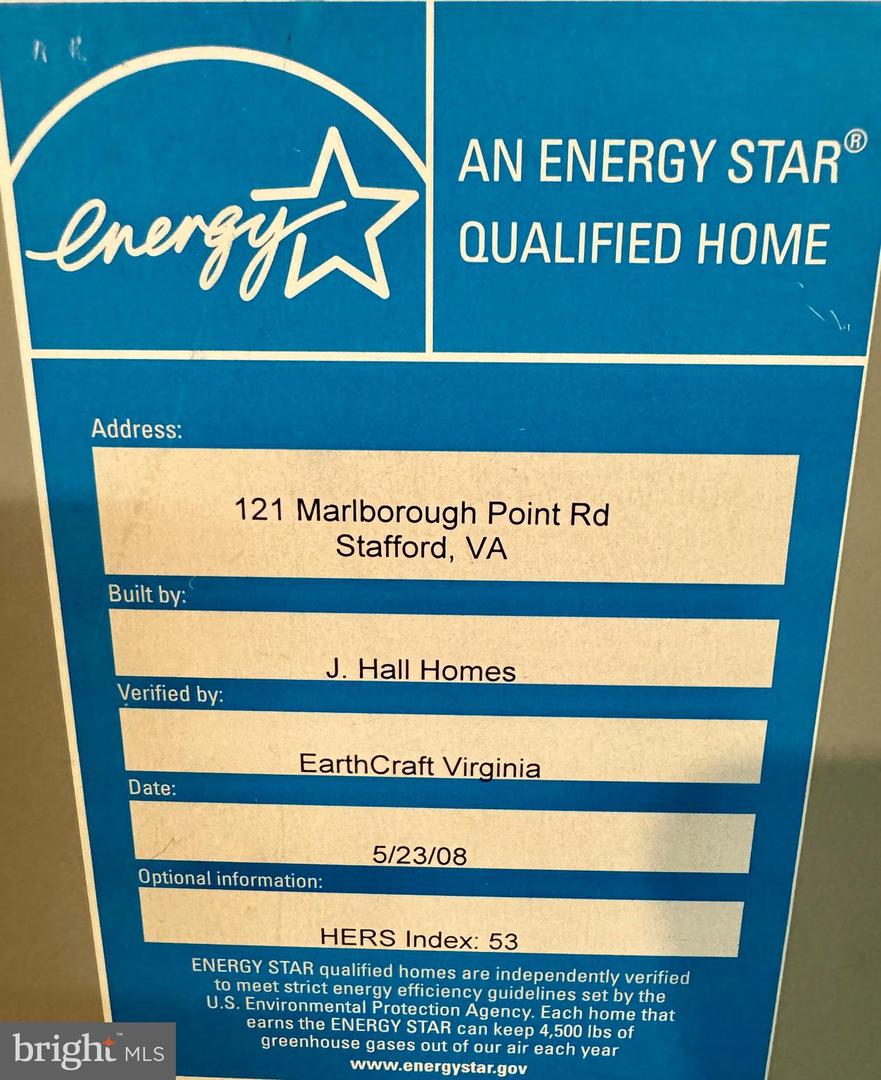 energy
AN ENERGY STAR®
QUALIFIED HOME
Address:
121 Marlborough Point Rd
Stafford, VA
Built by:
J. Hall Homes
Verified by:
EarthCraft Virginia
Date:
5/23/08
Optional information:
HERS Index: 53
ENERGY STAR qualified homes are independently verified
to meet strict energy efficiency guidelines set by the
U.S. Environmental Protection Agency. Each home that
earns the ENERGY STAR can keep 4,500 lbs of
greenhouse gases out of our air each year
www.energystar.gov
bright™ MLS